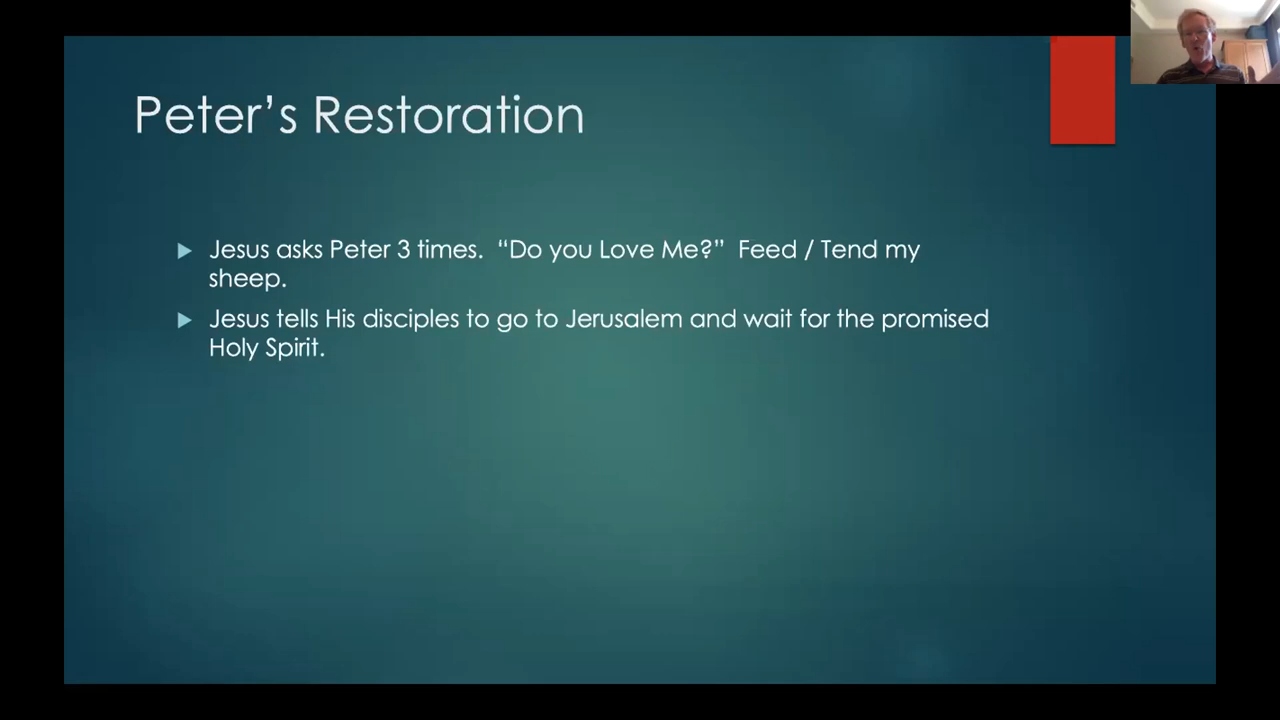 Peter’s Restoration
Jesus asks Peter 3 times.  “Do you Love Me?”  Feed / Tend my
sheep.
Jesus tells His disciples to go to Jerusalem and wait for the promised
Holy Spirit.